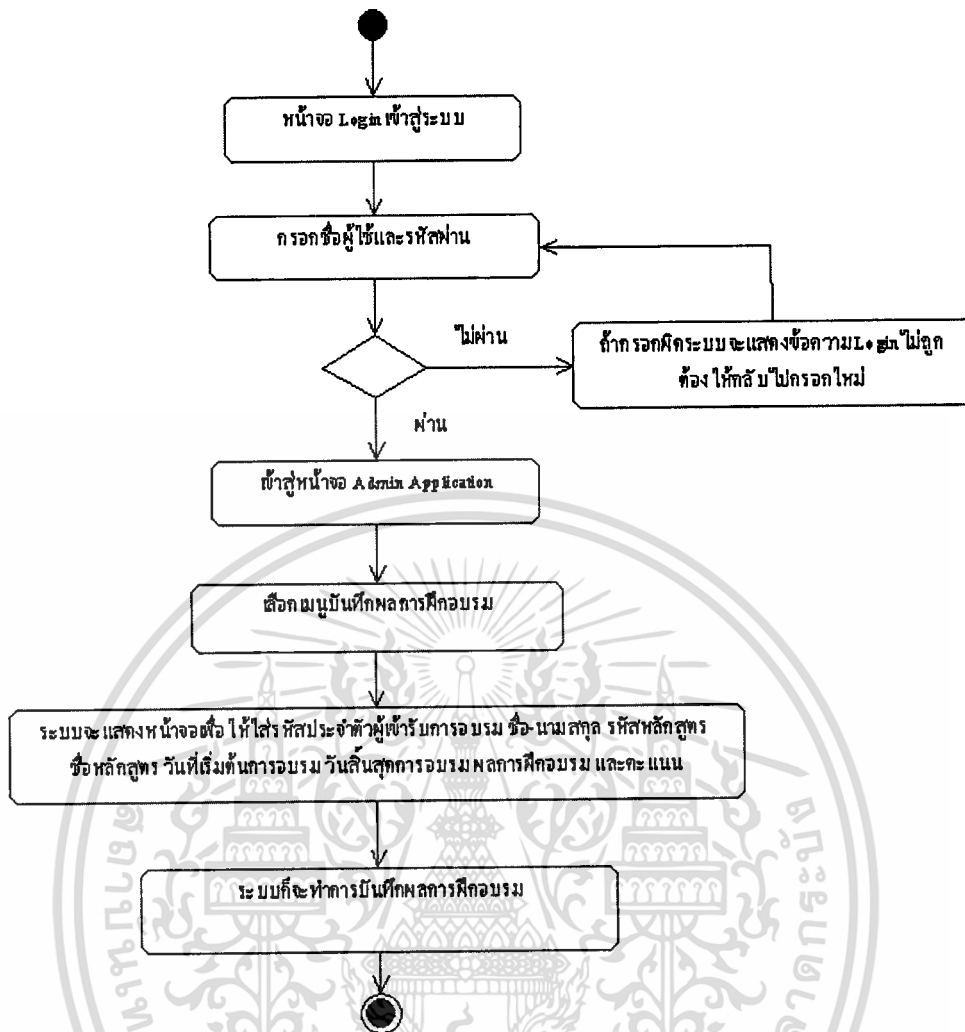 หน้าจอ Login เข้าสู่ระบบ
กรอกชื่อผู้ใช้และรหัสผ่าน
ไม่ผ่าน
ถ้ากรอกผิดระบบจะแสดงข้อความ Login ไม่ถูก
ต้อง ให้กลับไปกรอกใหม่
ผ่าน
เข้าสู่หน้าจอ Admin Application
เลือกเมนูบันทึกผลการฝึกอบรม
ระบบจะแสดงหน้าจอเพื่อ ให้ใส่รหัสประจำตัวผู้เข้ารับการอบรม ชื่อ-นามสกุล รหัสหลักสูตร
ชื่อหลักสูตร วันที่เริ่มต้นการอบรม วันสิ้นสุดการอบรม ผลการฝึกอบรม และคะแนน
ระบบก็จะทำการบันทึกผลการฝึกอบรม